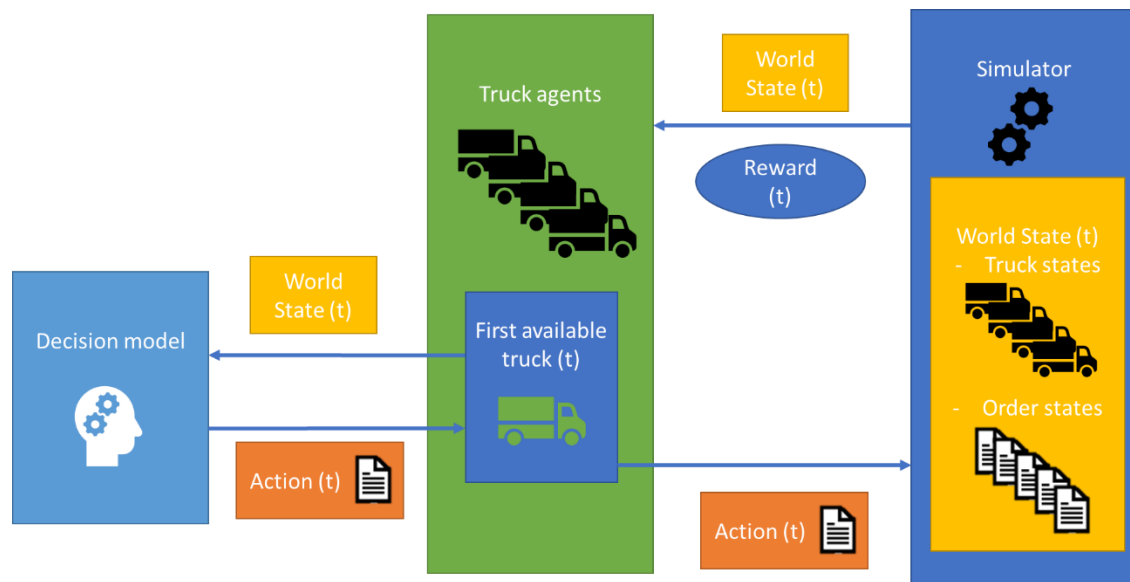 Decision model
World
State (t)
Action (t)
Truck agents
First available
truck (t)
World
State (t)
Reward
(t)
Action (t)
Simulator
World State (t)
- Truck states
- Order states